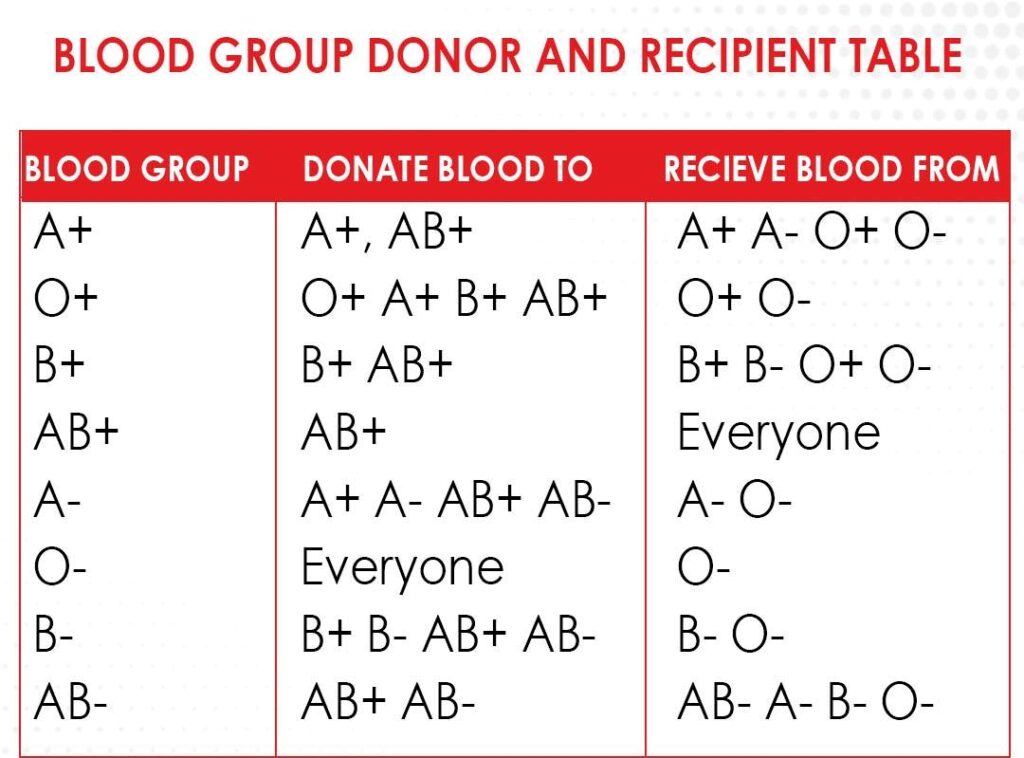 BLOOD GROUP DONOR AND RECIPIENT TABLE
BLOOD GROUP DONATE BLOOD TO RECIEVE BLOOD FROM
A+ A+, AB+ A+ A- O+ O-
O+ O+ A+ B+ AB+ O+ O-
B+ B+ AB+ B+ B- O+ O-
AB+ AB+ Everyone
A- A+ A- AB+ AB- A- O-
O- Everyone O-
B- B+ B- AB+ AB- B- O-
AB- AB+ AB- AB- A- B- O-